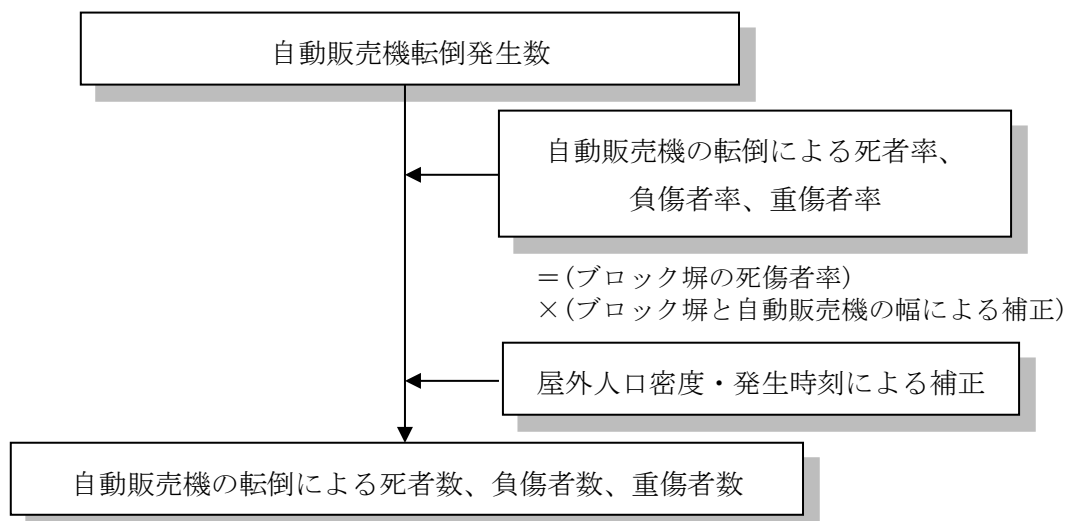 自動販売機転倒発生数
自動販売機の転倒による死者率、
負傷者率、重傷者率
＝(ブロック塀の死傷者率)
×(ブロック塀と自動販売機の幅による補正)
屋外人口密度・発生時刻による補正
自動販売機の転倒による死者数、負傷者数、重傷者数